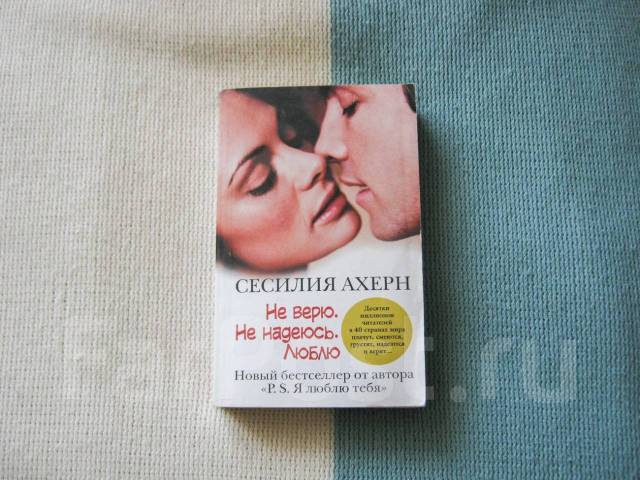 СЕСИЛИЯ АХЕРН
Не верю.
Не надеюсь.
Люблю
Десятки
миллионов
читателей
в 40 странах мира
плачут, смеются,
грустят, надеются
и верят...
Новый бестселлер от автора
«P. S. Я люблю тебя»